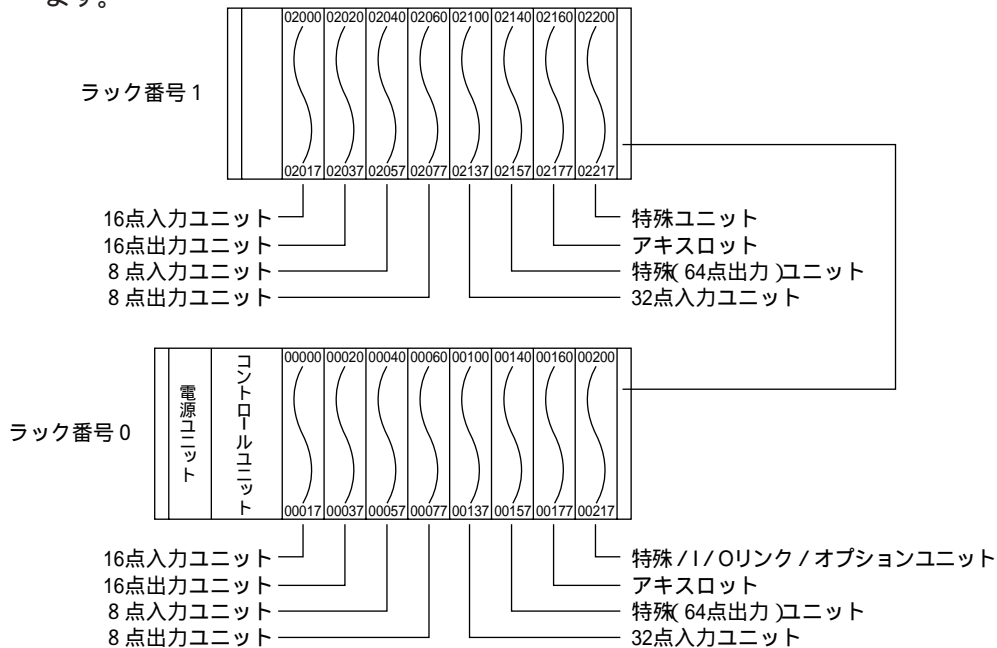 ます。
02000 02020 02040 02060 02100 02140 02160 02200
ラック番号 1
02017 02037 02057 02077 02137 02157 02177 02217
16点入力ユニット
16点出力ユニット
8 点入力ユニット
8 点出力ユニット
特殊ユニット
アキスロット
特殊( 64点出力 )ユニット
32点入力ユニット
00000 00020 00040 00060 00100 00140 00160 00200
電源ユニット
コントロールユニット
ラック番号 0
00017 00037 00057 00077 00137 00157 00177 00217
16点入力ユニット
16点出力ユニット
8 点入力ユニット
8 点出力ユニット
特殊 / I / Oリンク / オプションユニット
アキスロット
特殊( 64点出力 )ユニット
32点入力ユニット